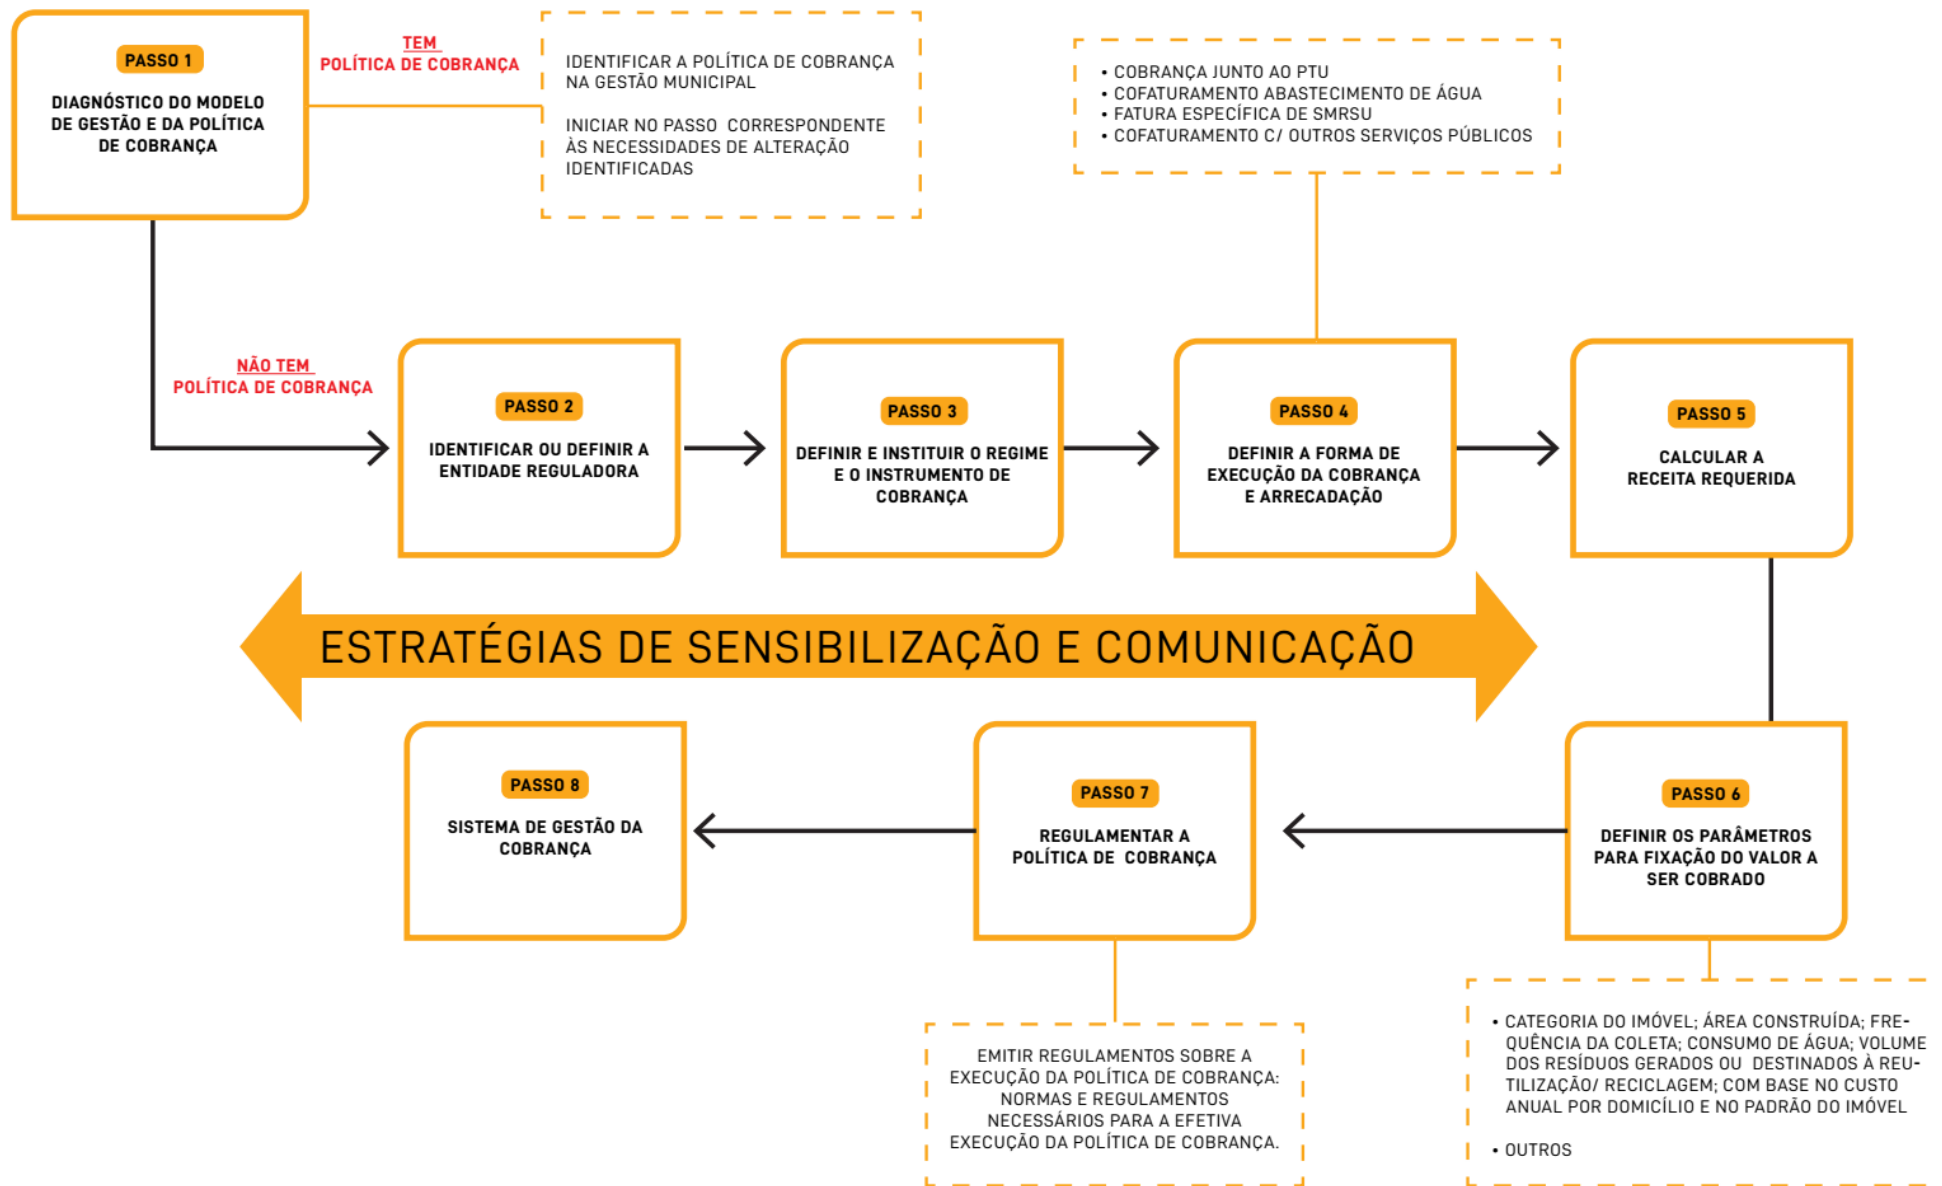 PASSO 1
DIAGNÓSTICO DO MODELO
DE GESTÃO E DA POLÍTICA
DE COBRANÇA
TEM
POLÍTICA DE COBRANÇA
IDENTIFICAR A POLÍTICA DE COBRANÇA
NA GESTÃO MUNICIPAL
INICIAR NO PASSO CORRESPONDENTE
ÀS NECESSIDADES DE ALTERAÇÃO
IDENTIFICADAS
• COBRANÇA JUNTO AO PTU
• COFATURAMENTO ABASTECIMENTO DE ÁGUA
• FATURA ESPECÍFICA DE SMRSU
• COFATURAMENTO C/ OUTROS SERVIÇOS PÚBLICOS
NÃO TEM
POLÍTICA DE COBRANÇA
PASSO 2
IDENTIFICAR OU DEFINIR A
ENTIDADE REGULADORA
PASSO 3
DEFINIR E INSTITUIR O REGIME
E O INSTRUMENTO DE
COBRANÇA
PASSO 4
DEFINIR A FORMA DE
EXECUÇÃO DA COBRANÇA
E ARRECADAÇÃO
PASSO 5
CALCULAR A
RECEITA REQUERIDA
ESTRATÉGIAS DE SENSIBILIZAÇÃO E COMUNICAÇÃO
PASSO 8
SISTEMA DE GESTÃO DA
COBRANÇA
PASSO 7
REGULAMENTAR A
POLÍTICA DE COBRANÇA
PASSO 6
DEFINIR OS PARÂMETROS
PARA FIXAÇÃO DO VALOR A
SER COBRADO
EMITIR REGULAMENTOS SOBRE A
EXECUÇÃO DA POLÍTICA DE COBRANÇA:
NORMAS E REGULAMENTOS
NECESSÁRIOS PARA A EFETIVA
EXECUÇÃO DA POLÍTICA DE COBRANÇA.
• CATEGORIA DO IMÓVEL; ÁREA CONSTRUÍDA; FRE-
QUÊNCIA DA COLETA; CONSUMO DE ÁGUA; VOLUME
DOS RESÍDUOS GERADOS OU DESTINADOS À REU-
TILIZAÇÃO/ RECICLAGEM; COM BASE NO CUSTO
ANUAL POR DOMICÍLIO E NO PADRÃO DO IMÓVEL
• OUTROS